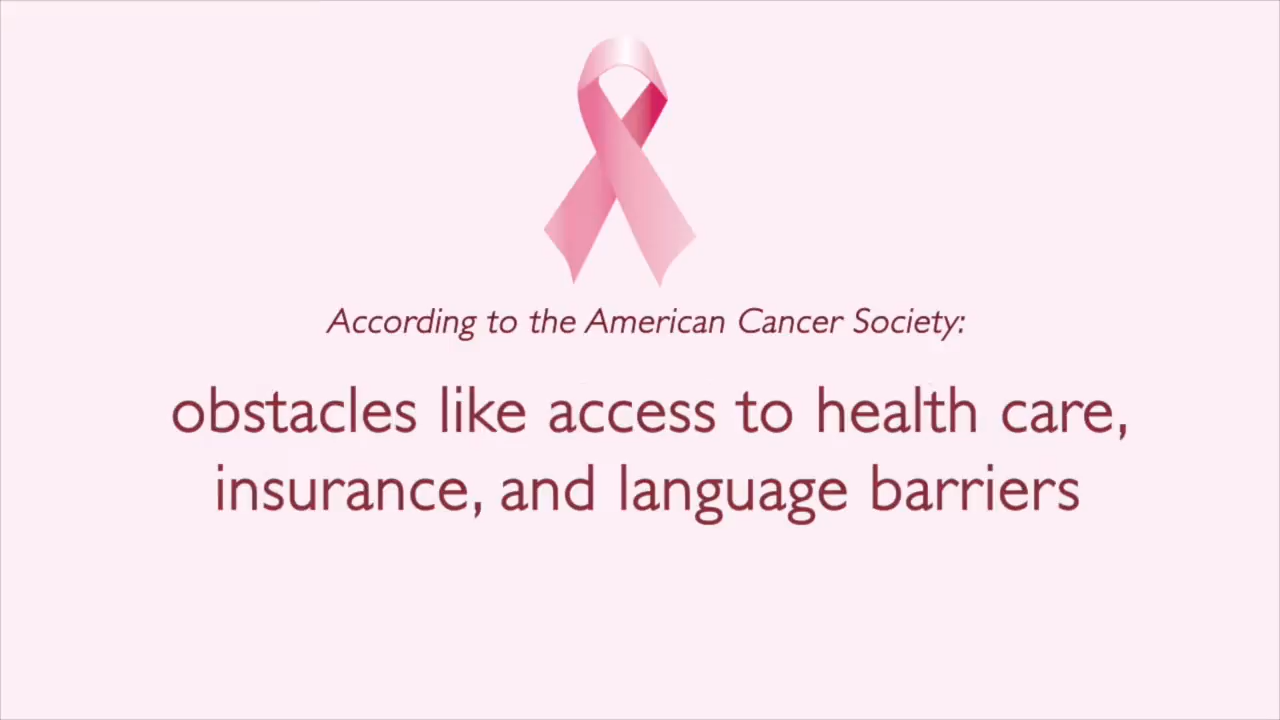 According to the American Cancer Society:
obstacles like access to health care,
insurance, and language barriers